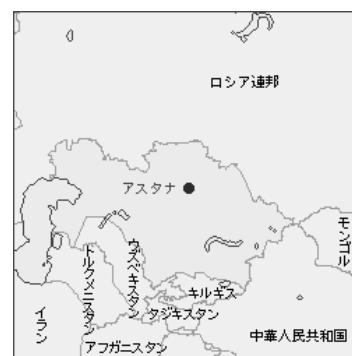 ロシア連邦
アスタナ
モンゴル
ウズベキスタン
トルクメニスタン
キルギス
タジキスタン
イラン
中華人民共和国
アフガニスタン